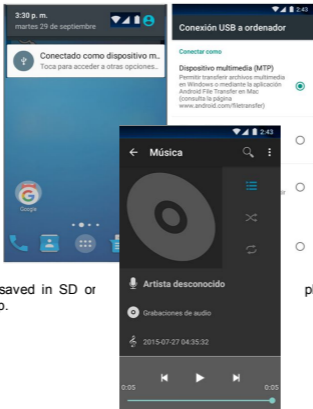 3:30 p. m.
martes 29 de septiembre
Conectado como dispositivo m..
Toca para acceder a otras opciones..
Google
2:43
Conexión USB a ordenador
Conectar como
Dispositivo multimedia (MTP)
Permitir transferir archivos multimedia
en Windows o mediante la aplicación
Android File Transfer en Mac
(consulta la página
www.android.com/filetransfer)
2:43
Música
Artista desconocido
Grabaciones de audio
2015-07-27 04:35:32
0:05
0:05
saved in SD or